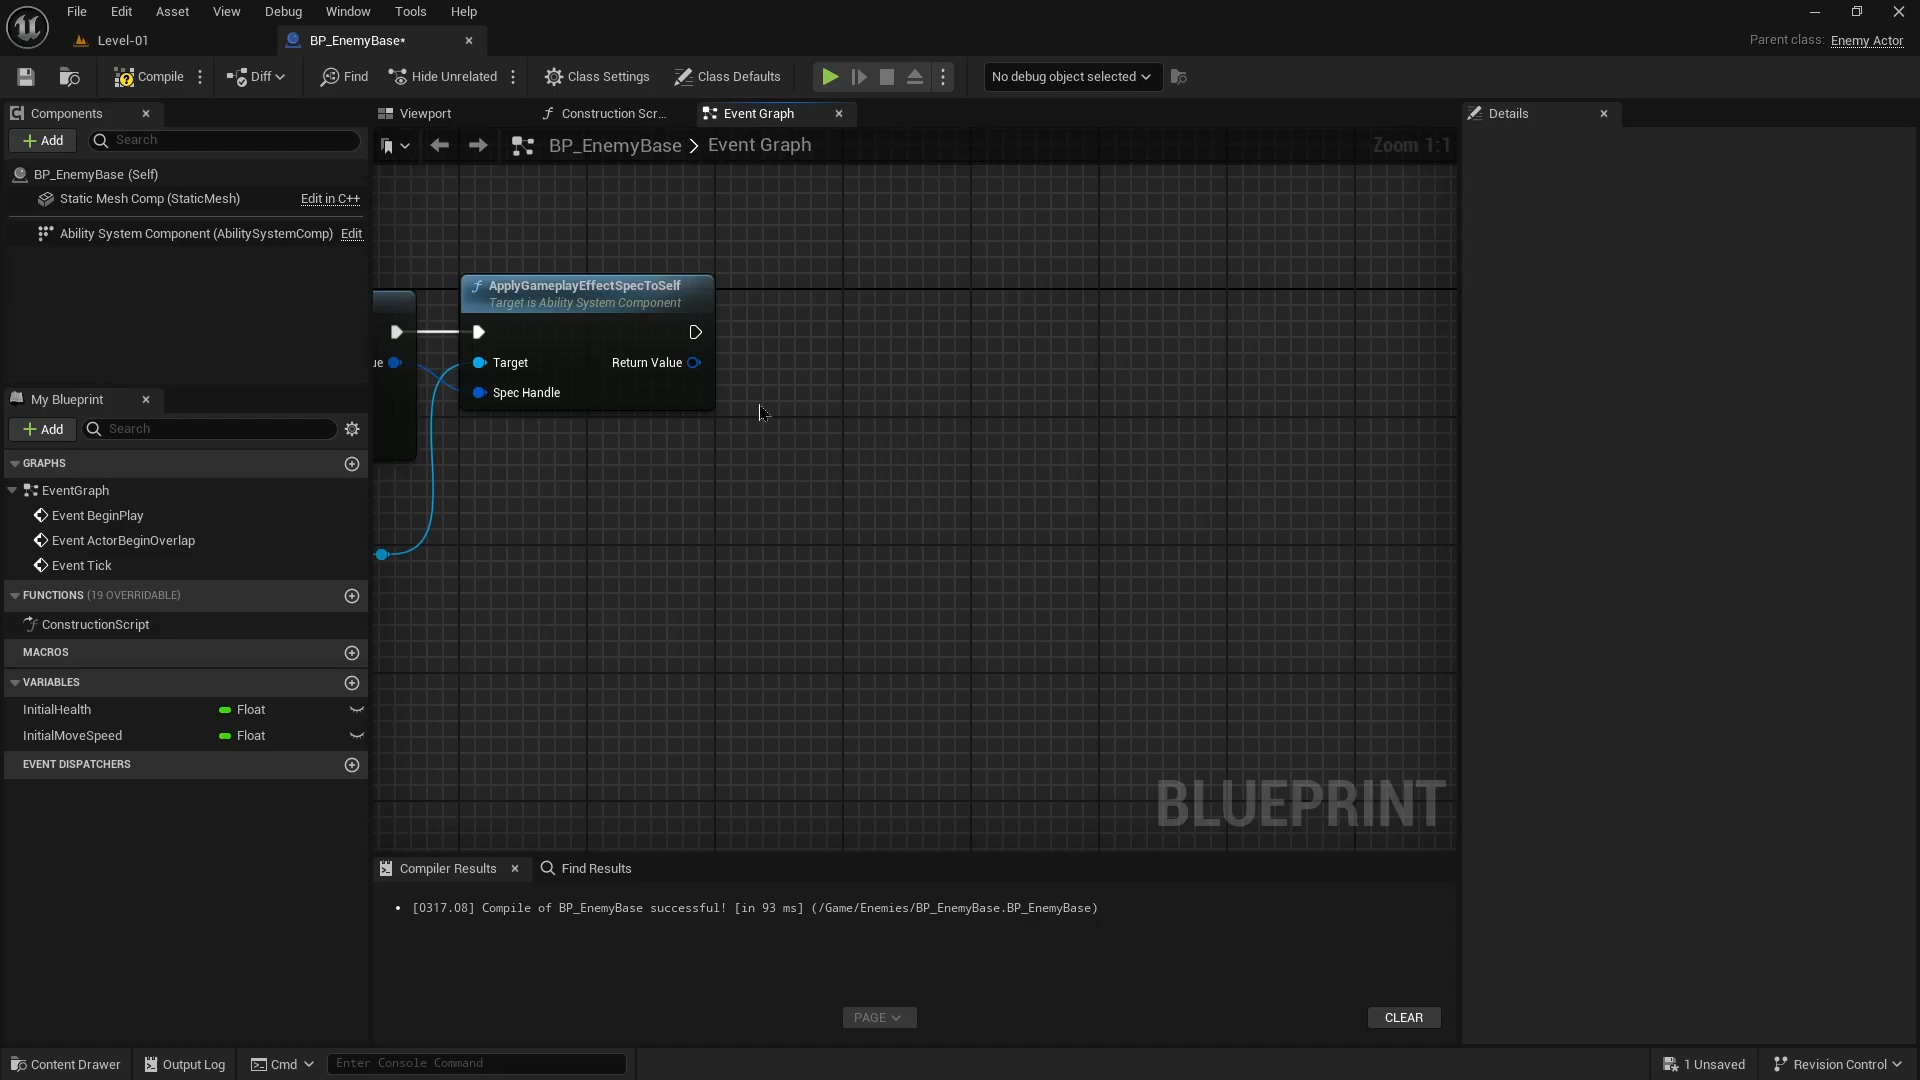 File Edit Asset View Debug Window Tools Help
Level-01
BP_EnemyBase*
Parent class: Enemy Actor
Compile
Diff
Find
Hide Unrelated
Class Settings
Class Defaults
No debug object selected
Components
Viewport
Construction Scr...
Event Graph
Details
Add
Search
BP_EnemyBase > Event Graph
Zoom 1:1
BP_EnemyBase (Self)
Static Mesh Comp (StaticMesh) Edit in C++
Ability System Component (AbilitySystemComp) Edit
ApplyGameplayEffectSpecToSelf
Target is Ability System Component
ue
Target
Return Value
Spec Handle
My Blueprint
Add
Search
GRAPHS
EventGraph
Event BeginPlay
Event ActorBeginOverlap
Event Tick
FUNCTIONS (19 OVERRIDABLE)
ConstructionScript
MACROS
VARIABLES
InitialHealth Float
InitialMoveSpeed Float
EVENT DISPATCHERS
BLUEPRINT
Compiler Results
Find Results
• [0317.08] Compile of BP_EnemyBase successful! [in 93 ms] (/Game/Enemies/BP_EnemyBase.BP_EnemyBase)
PAGE
CLEAR
Content Drawer
Output Log
Cmd
Enter Console Command
1 Unsaved
Revision Control